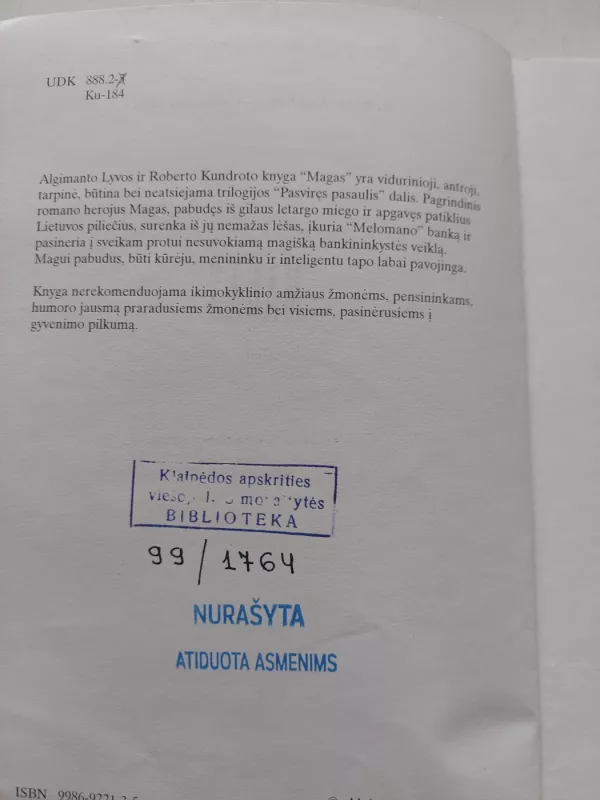 UDK 888.2-
Ku-184
Algimanto Lyvos ir Roberto Kundroto knyga “Magas” yra vidurinioji, antroji,
tarpinė, būtina bei neatsiejama trilogijos “Pasviręs pasaulis” dalis. Pagrindinis
romano herojus Magas, pabudęs iš gilaus letargo miego ir apgavęs patiklius
Lietuvos piliečius, surenka iš jų nemažas lėšas, įkuria “Melomano” banką ir
pasineria į sveikam protui nesuvokiamą magišką bankininkystės veiklą.
Magui pabudus, būti kūrėju, menininku ir inteligentu tapo labai pavojinga.
Knyga nerekomenduojama ikimokyklinio amžiaus žmonėms, pensininkams,
humoro jausmą praradusiems žmonėms bei visiems, pasinėrusiems į
gyvenimo pilkumą.
Klaipėdos apskrities
BIBLIOTEKA
99/1764
NURAŠYTA
ATIDUOTA ASMENIMS
ISBN 9986-9221-